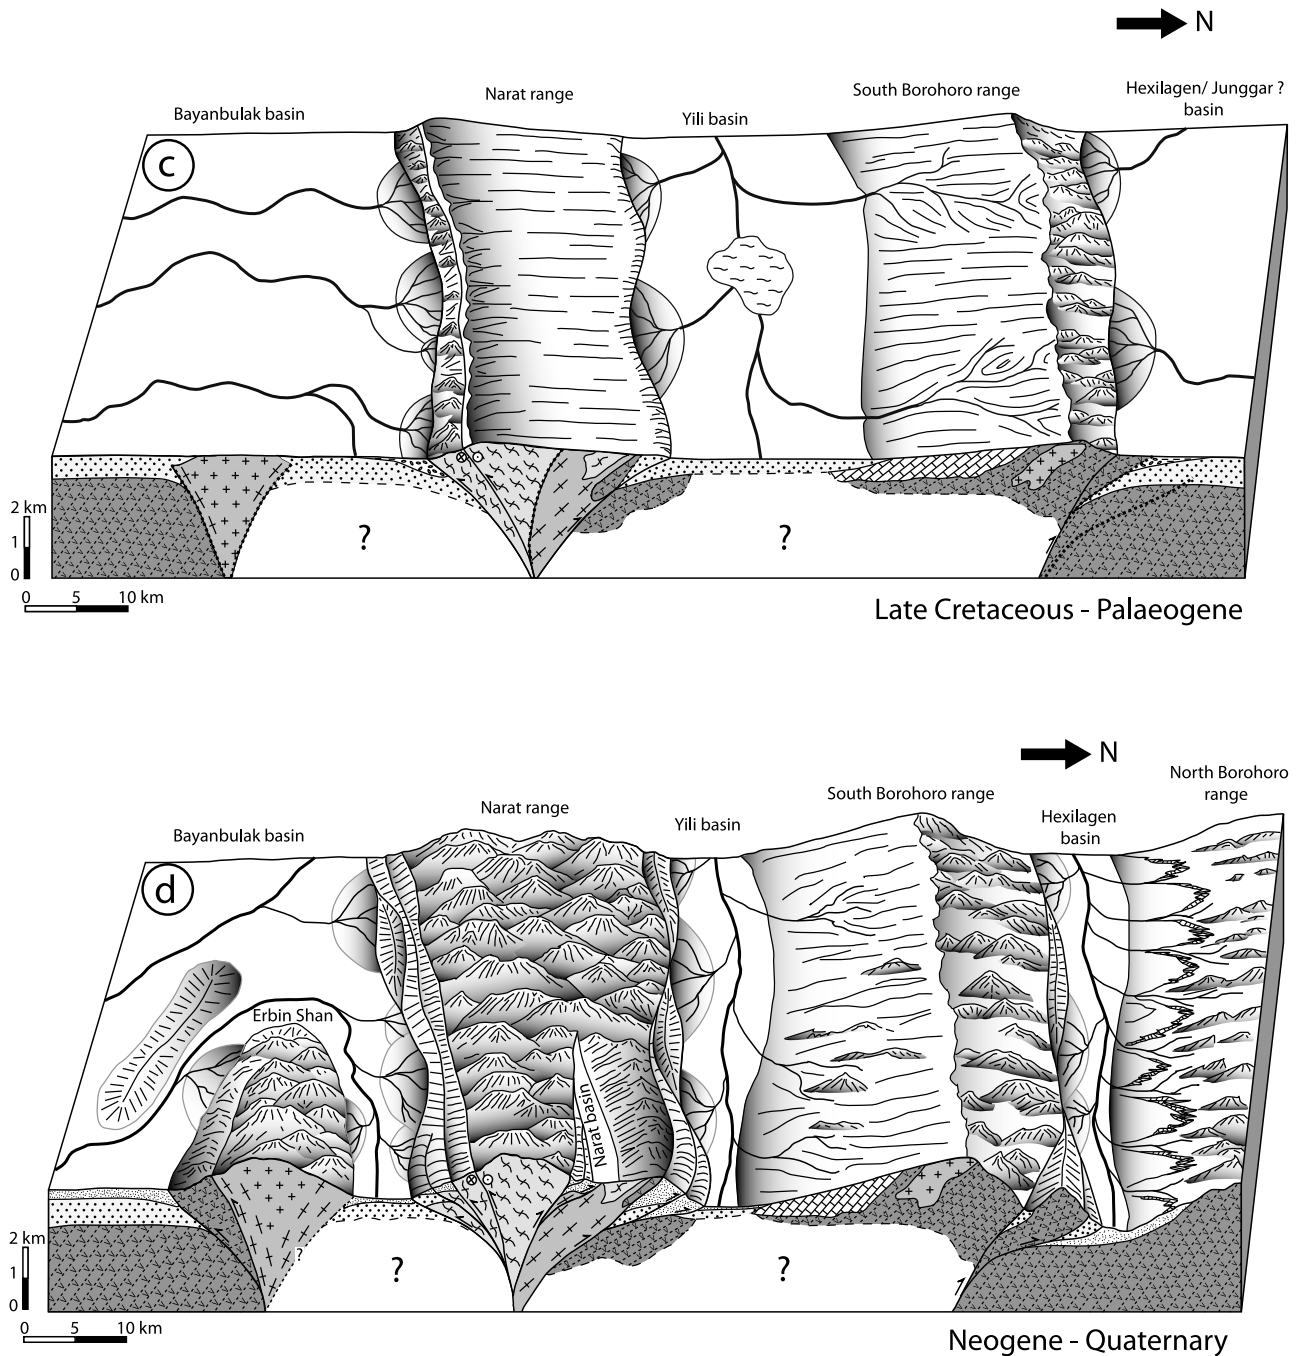 N
Hexilagen/ Junggar ?
basin
South Borohoro range
Narat range
Yili basin
Bayanbulak basin
c
2 km
1
0
?
?
0 5 10 km
Late Cretaceous - Palaeogene
N
North Borohoro
range
South Borohoro range
Narat range
Hexilagen
basin
Yili basin
Bayanbulak basin
d
Erbin Shan
Narat basin
2 km
1
0
?
?
?
0 5 10 km
Neogene - Quaternary